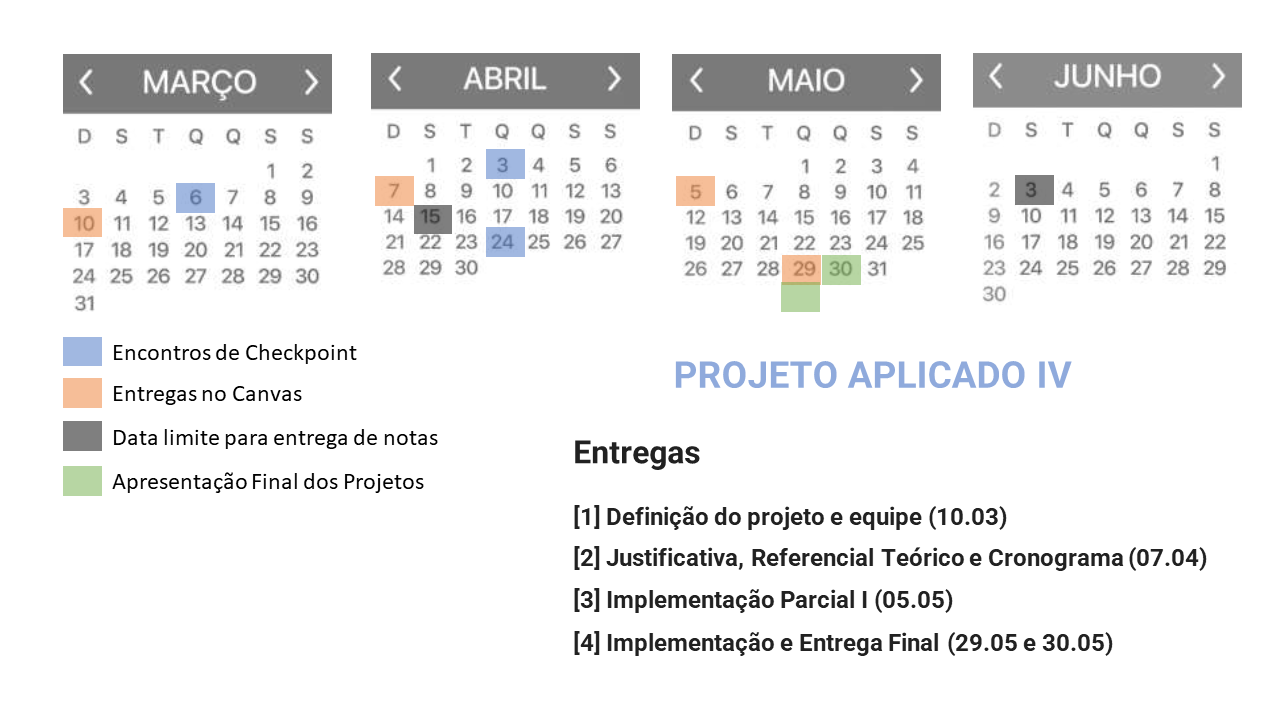 MARÇO
D S T Q Q S S
1 2
3 4 5 6 7 8 9
10 11 12 13 14 15 16
17 18 19 20 21 22 23
24 25 26 27 28 29 30
31
ABRIL
D S T Q Q S S
1 2 3 4 5 6
7 8 9 10 11 12 13
14 15 16 17 18 19 20
21 22 23 24 25 26 27
28 29 30
MAIO
D S T Q Q S S
1 2 3 4
5 6 7 8 9 10 11
12 13 14 15 16 17 18
19 20 21 22 23 24 25
26 27 28 29 30 31
JUNHO
D S T Q Q S S
1
2 3 4 5 6 7 8
9 10 11 12 13 14 15
16 17 18 19 20 21 22
23 24 25 26 27 28 29
30
Encontros de Checkpoint
Entregas no Canvas
Data limite para entrega de notas
Apresentação Final dos Projetos
PROJETO APLICADO IV
Entregas
[1] Definição do projeto e equipe (10.03)
[2] Justificativa, Referencial Teórico e Cronograma (07.04)
[3] Implementação Parcial I (05.05)
[4] Implementação e Entrega Final (29.05 e 30.05)